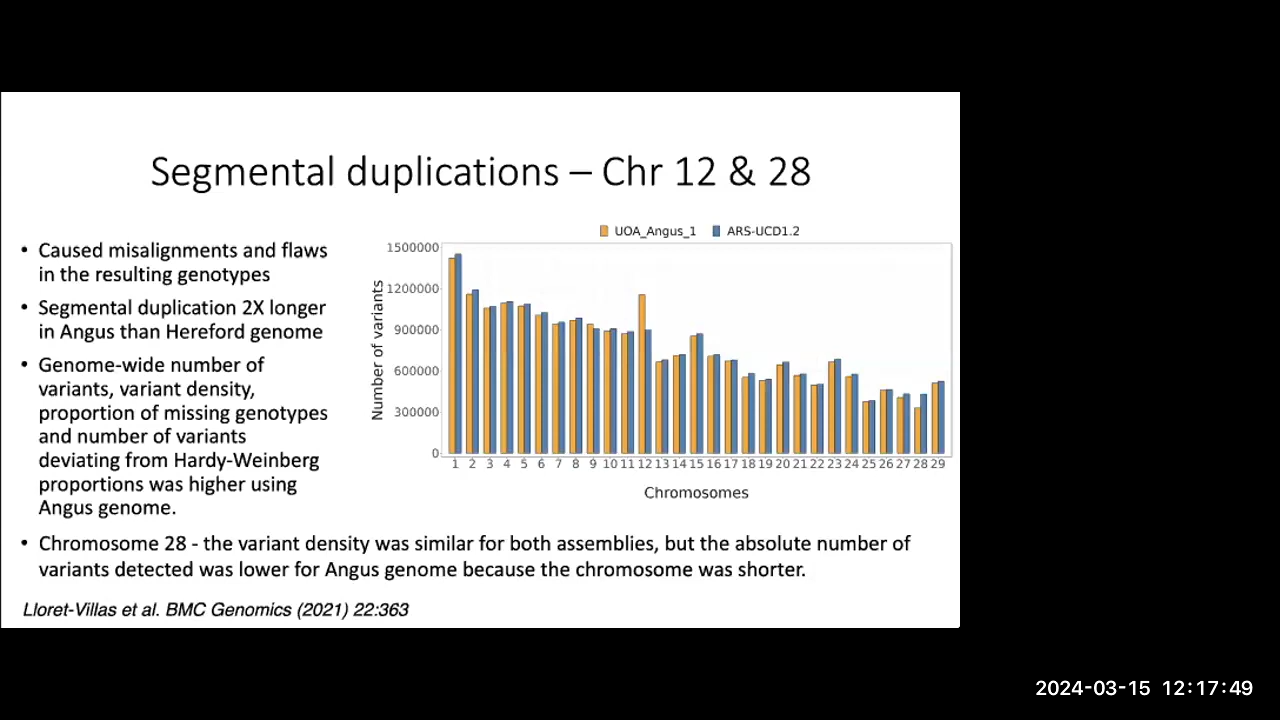 Segmental duplications – Chr 12 & 28
• Caused misalignments and flaws
in the resulting genotypes
• Segmental duplication 2X longer
in Angus than Hereford genome
• Genome-wide number of
variants, variant density,
proportion of missing genotypes
and number of variants
deviating from Hardy-Weinberg
proportions was higher using
Angus genome.
UOA_Angus_1 ARS-UCD1.2
Number of variants
1500000
1200000
900000
600000
300000
0
1 2 3 4 5 6 7 8 9 10 11 12 13 14 15 16 17 18 19 20 21 22 23 24 25 26 27 28 29
Chromosomes
• Chromosome 28 - the variant density was similar for both assemblies, but the absolute number of
variants detected was lower for Angus genome because the chromosome was shorter.
Lloret-Villas et al. BMC Genomics (2021) 22:363
2024-03-15 12:17:49